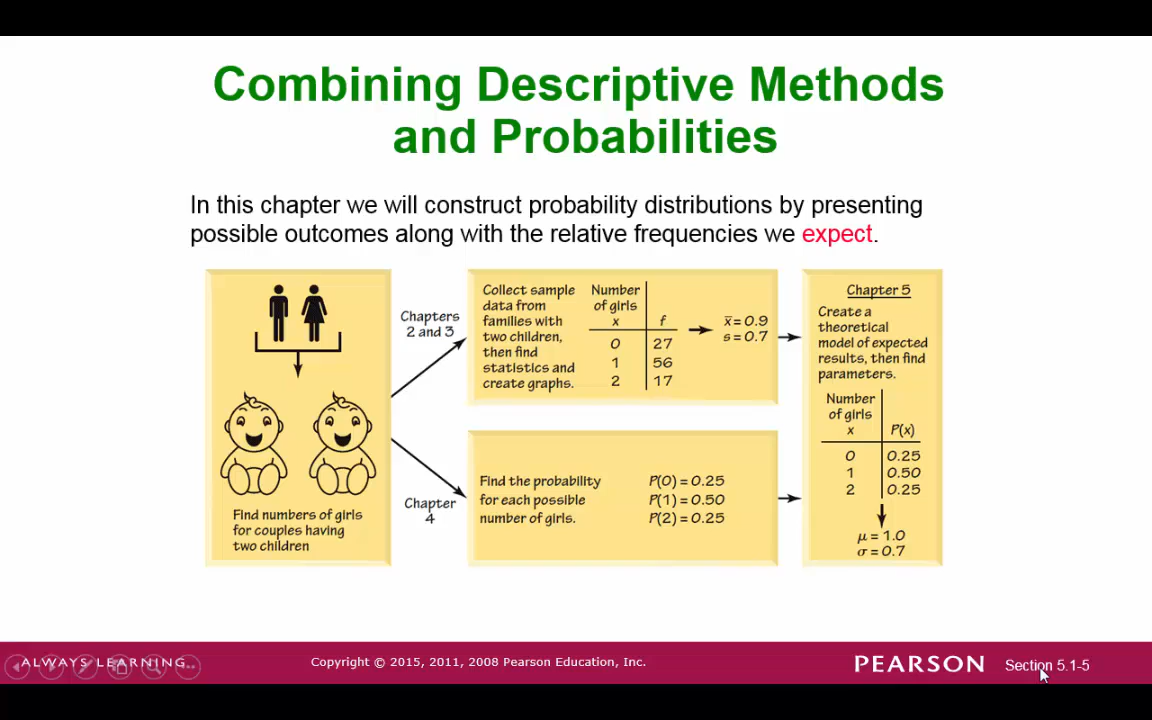 Combining Descriptive Methods
and Probabilities
In this chapter we will construct probability distributions by presenting
possible outcomes along with the relative frequencies we expect.
Find numbers of girls
for couples having
two children
Chapters
2 and 3
Collect sample
data from
families with
two children,
then find
statistics and
create graphs.
Number
of girls
x f
0 27
1 56
2 17
x̄ = 0.9
s = 0.7
Chapter
4
Find the probability
for each possible
number of girls.
P(0) = 0.25
P(1) = 0.50
P(2) = 0.25
Chapter 5
Create a
theoretical
model of expected
results, then find
parameters.
Number
of girls
x P(x)
0 0.25
1 0.50
2 0.25
μ = 1.0
σ = 0.7
ALWAYS LEARNING
Copyright © 2015, 2011, 2008 Pearson Education, Inc.
PEARSON
Section 5.1-5